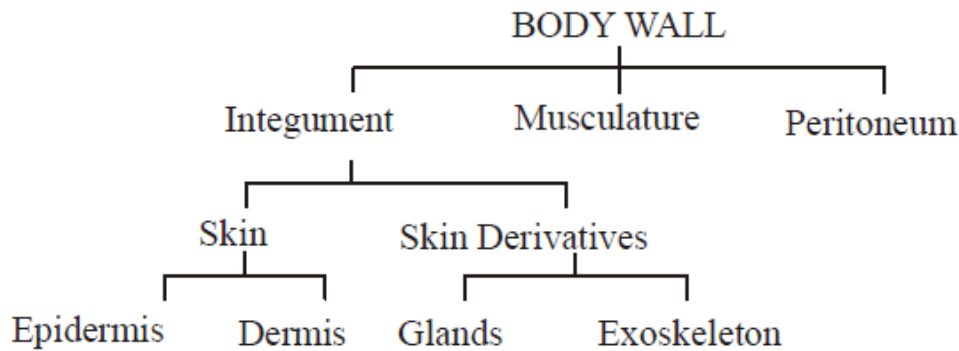 BODY WALL
Integument Musculature Peritoneum
Skin Skin Derivatives
Epidermis Dermis Glands Exoskeleton